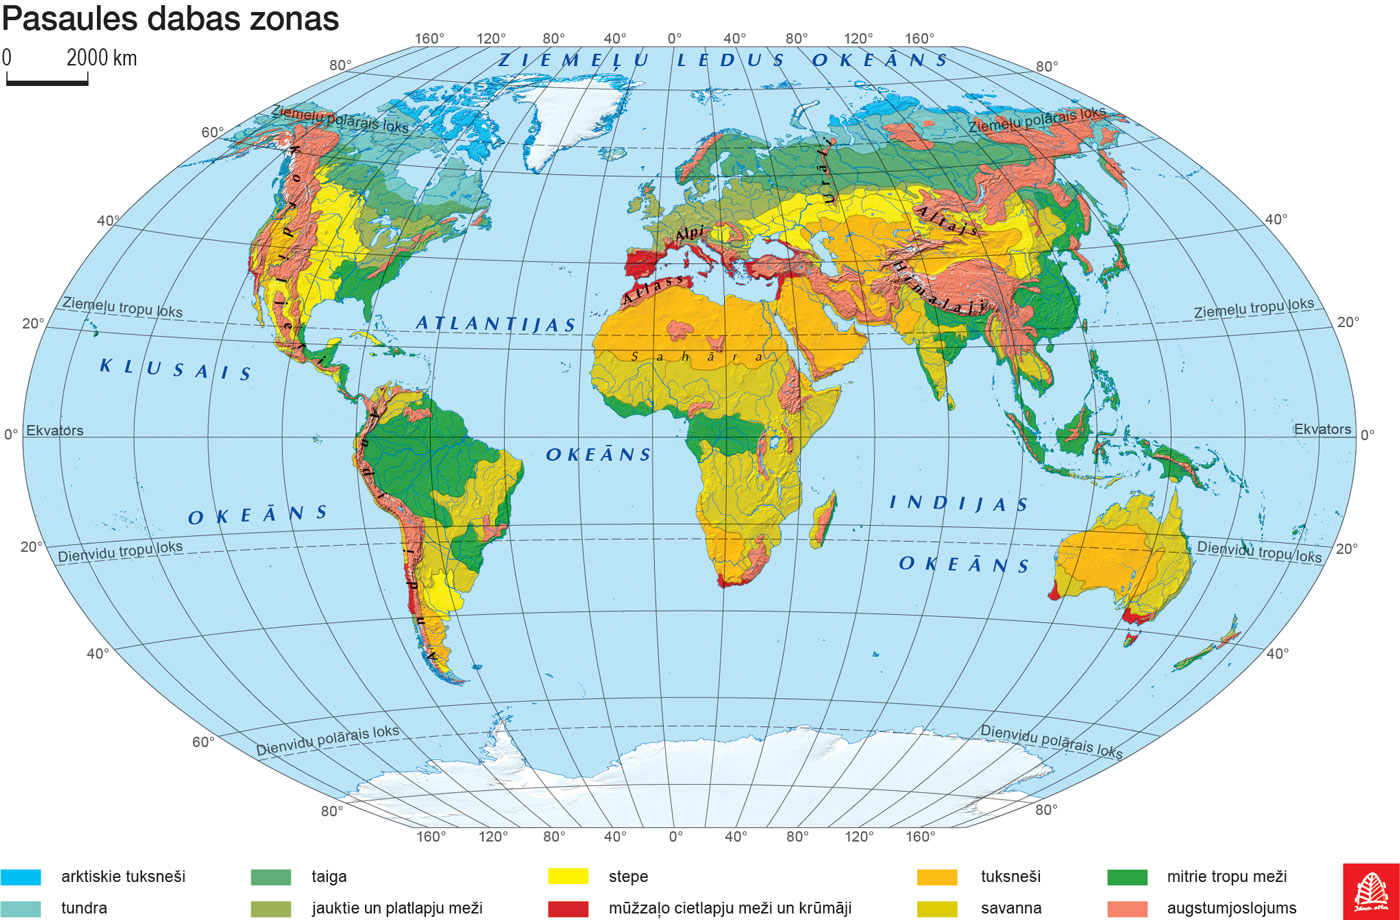 Pasaules dabas zonas
0 2000 km
160° 120° 80° 40° 0° 40° 80° 120° 160°
80° 80°
ZIEMEĻU LEDUS OKEĀNS
Ziemeļu polārais loks
Ziemeļu polārais loks
60°
Kordiljeri
Urāli
Altajs
Alpi
40° 40°
Himalaji
Atlass
Ziemeļu tropu loks
Ziemeļu tropu loks
20° 20°
ATLANTIJAS
Sahāra
KLUSAIS
0° Ekvators
Ekvators 0°
OKEĀNS
Andi
INDIJAS
OKEĀNS
20° 20°
Dienvidu tropu loks
Dienvidu tropu loks
OKEĀNS
40° 40°
60°
Dienvidu polārais loks
Dienvidu polārais loks
80° 80°
160° 120° 80° 40° 0° 40° 80° 120° 160°
arktiskie tuksneši taiga stepe tuksneši mitrie tropu meži
tundra jauktie un platlapju meži mūžzaļo cietlapju meži un krūmāji savanna augstumjoslojums
Jāņa sēta